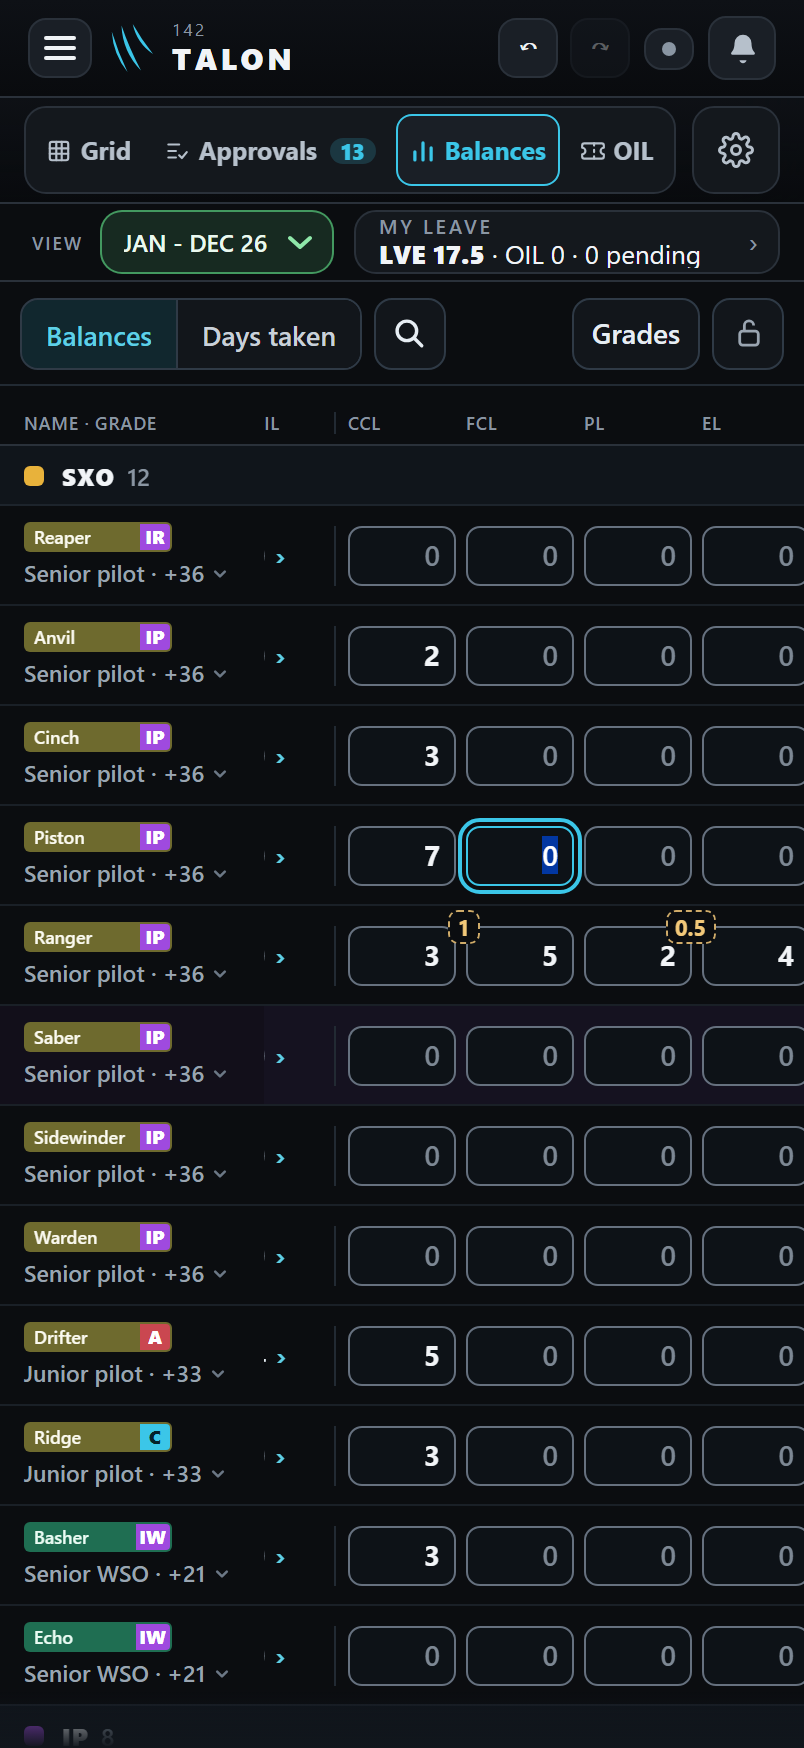 142
TALON
Grid
Approvals 13
Balances
OIL
VIEW
JAN - DEC 26
MY LEAVE
LVE 17.5 · OIL 0 · 0 pending
Balances
Days taken
Grades
NAME · GRADE IL CCL FCL PL EL
SXO 12
Reaper IR
Senior pilot · +36
0 0 0 0
Anvil IP
Senior pilot · +36
2 0 0 0
Cinch IP
Senior pilot · +36
3 0 0 0
Piston IP
Senior pilot · +36
7 0 0 0
Ranger IP
Senior pilot · +36
1 0.5
3 5 2 4
Saber IP
Senior pilot · +36
0 0 0 0
Sidewinder IP
Senior pilot · +36
0 0 0 0
Warden IP
Senior pilot · +36
0 0 0 0
Drifter A
Junior pilot · +33
5 0 0 0
Ridge C
Junior pilot · +33
3 0 0 0
Basher IW
Senior WSO · +21
3 0 0 0
Echo IW
Senior WSO · +21
0 0 0 0
IP 8